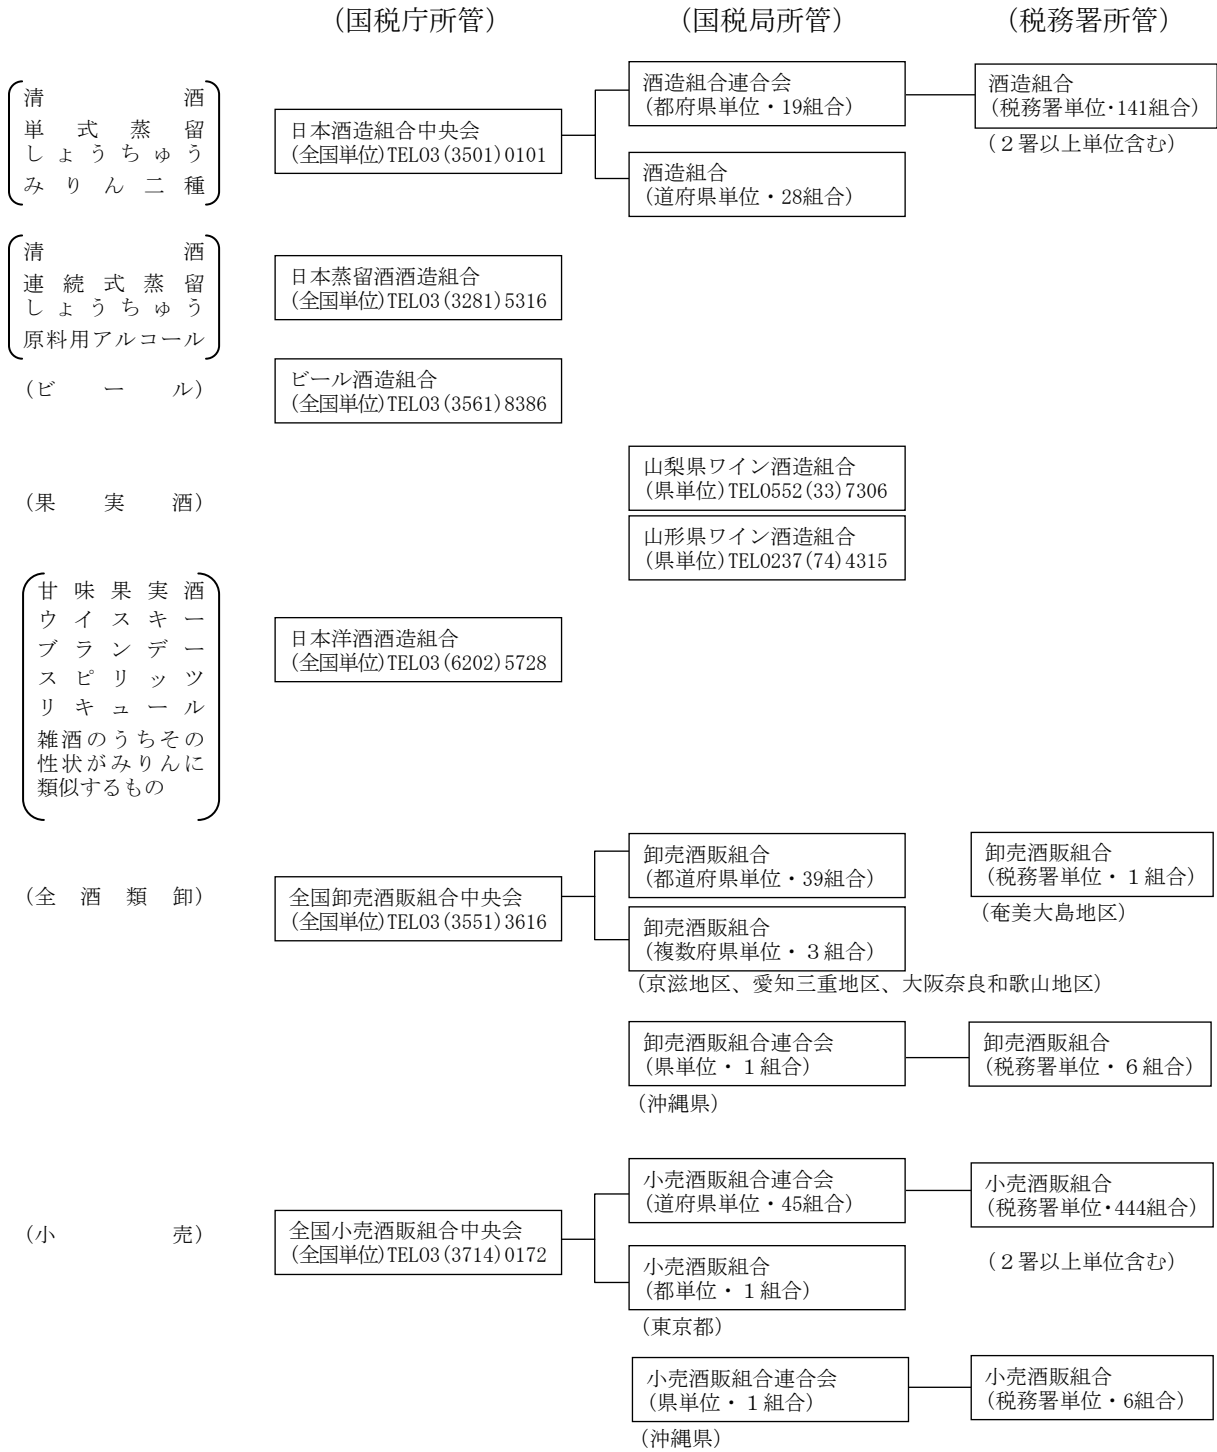 （国税庁所管）
（国税局所管）
（税務署所管）
清酒
単式蒸留
しょうちゅう
みりん二種
日本酒造組合中央会
(全国単位)TEL03(3501)0101
酒造組合連合会
(都府県単位・19組合)
酒造組合
(税務署単位・141組合)
(２署以上単位含む)
酒造組合
(道府県単位・28組合)
清酒
連続式蒸留
しょうちゅう
原料用アルコール
日本蒸留酒酒造組合
(全国単位)TEL03(3281)5316
(ビール)
ビール酒造組合
(全国単位)TEL03(3561)8386
(果実酒)
山梨県ワイン酒造組合
(県単位)TEL0552(33)7306
山形県ワイン酒造組合
(県単位)TEL0237(74)4315
甘味果実酒
ウイスキー
ブランデー
スピリッツ
リキュール
雑酒のうちその
性状がみりんに
類似するもの
日本洋酒酒造組合
(全国単位)TEL03(6202)5728
(全酒類卸)
全国卸売酒販組合中央会
(全国単位)TEL03(3551)3616
卸売酒販組合
(都道府県単位・39組合)
卸売酒販組合
(税務署単位・１組合)
(奄美大島地区)
卸売酒販組合
(複数府県単位・３組合)
(京滋地区、愛知三重地区、大阪奈良和歌山地区)
卸売酒販組合連合会
(県単位・１組合)
(沖縄県)
卸売酒販組合
(税務署単位・６組合)
(小売)
全国小売酒販組合中央会
(全国単位)TEL03(3714)0172
小売酒販組合連合会
(道府県単位・45組合)
小売酒販組合
(税務署単位・444組合)
(２署以上単位含む)
小売酒販組合
(都単位・１組合)
(東京都)
小売酒販組合連合会
(県単位・１組合)
(沖縄県)
小売酒販組合
(税務署単位・6組合)